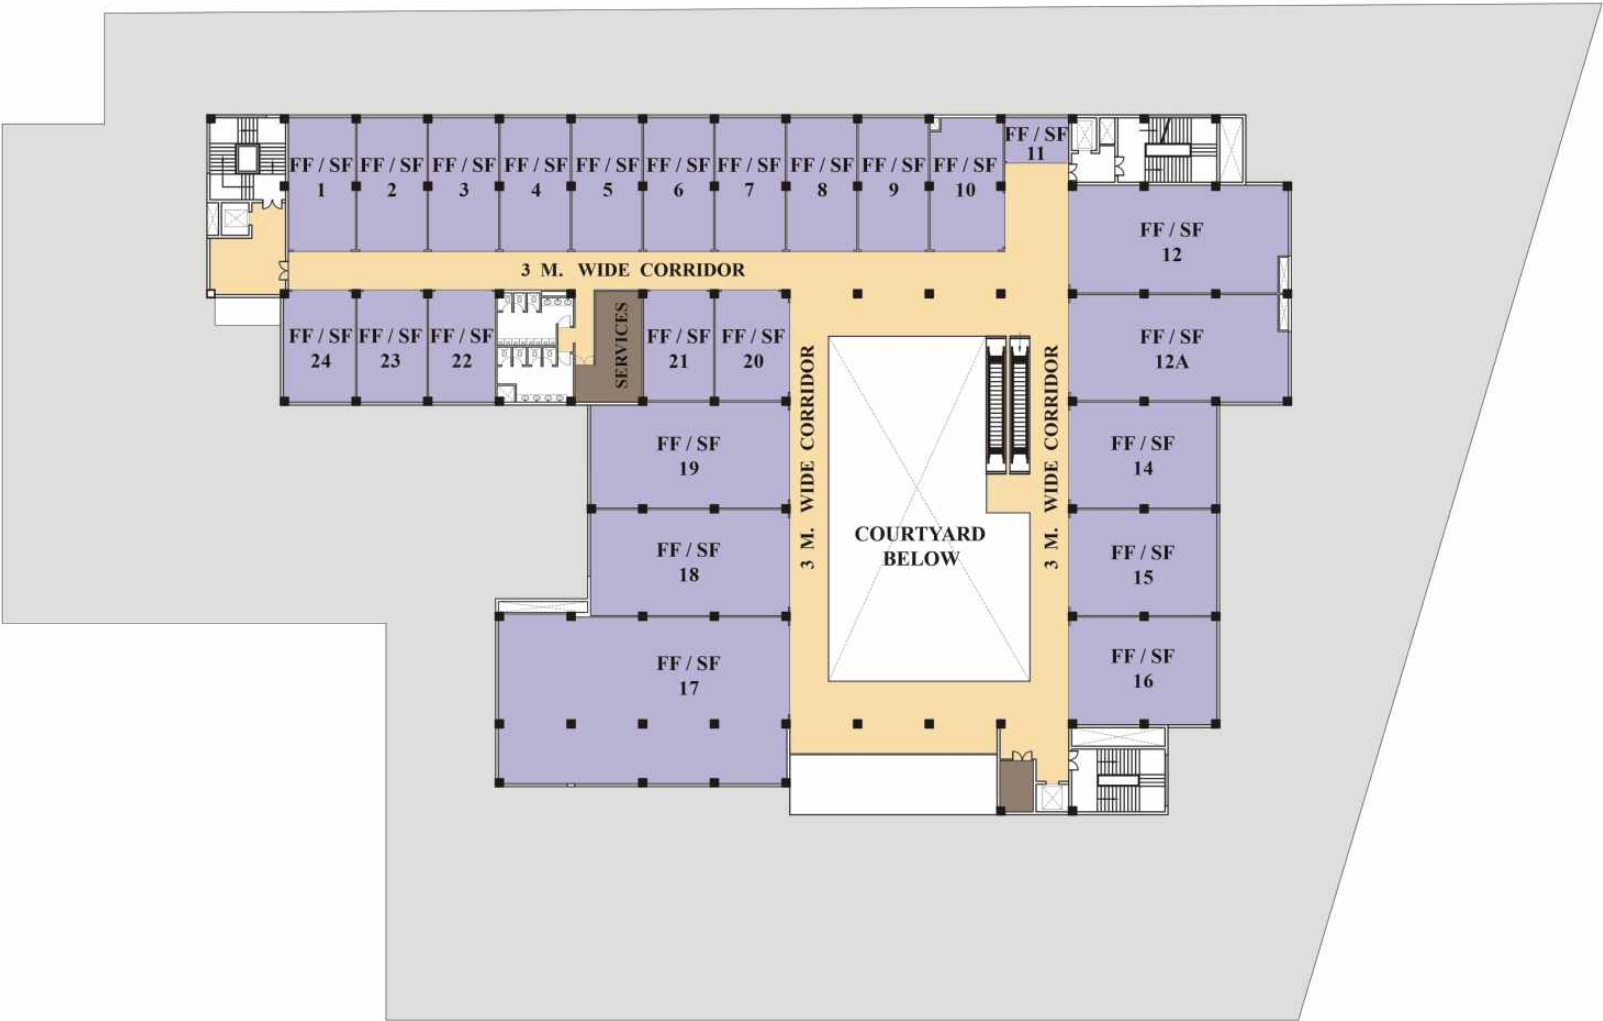 FF / SF
1
FF / SF
2
FF / SF
3
FF / SF
4
FF / SF
5
FF / SF
6
FF / SF
7
FF / SF
8
FF / SF
9
FF / SF
10
FF / SF
11
FF / SF
12
3 M. WIDE CORRIDOR
FF / SF
24
FF / SF
23
FF / SF
22
SERVICES
FF / SF
21
FF / SF
20
3 M. WIDE CORRIDOR
3 M. WIDE CORRIDOR
FF / SF
12A
FF / SF
19
FF / SF
14
COURTYARD
BELOW
FF / SF
18
FF / SF
15
FF / SF
17
FF / SF
16